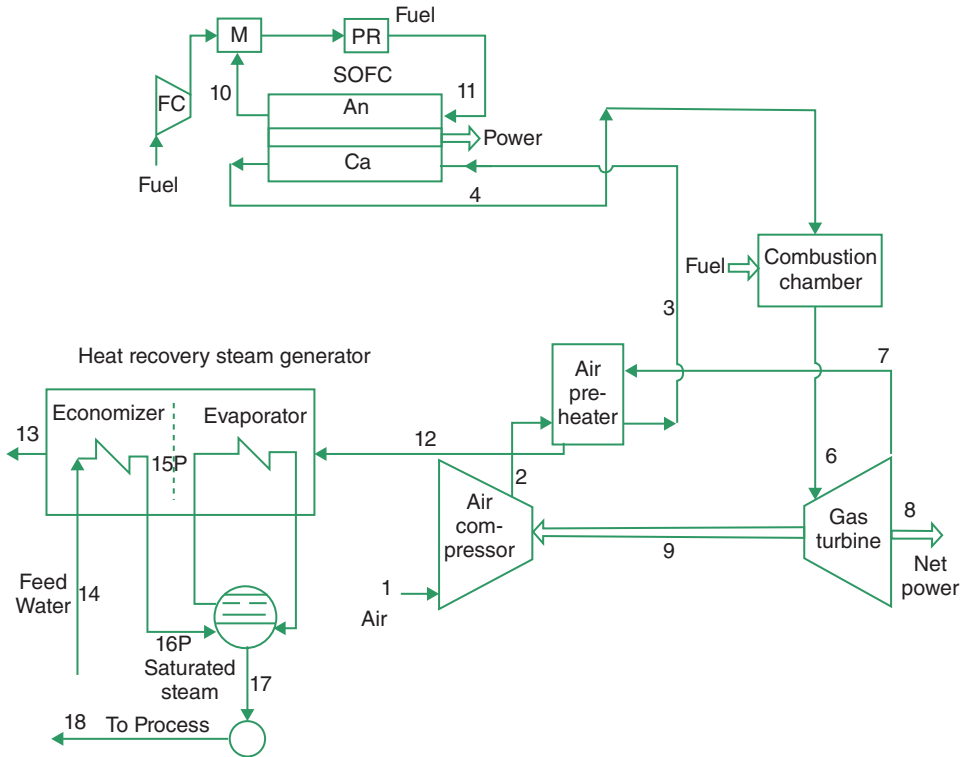 Fuel
M
PR
SOFC
FC
10
An
11
Power
Ca
Fuel
4
Combustion
chamber
Fuel
3
Heat recovery steam generator
Air
pre-
heater
7
Economizer
Evaporator
13
12
15P
2
6
Air
com-
pressor
Gas
turbine
8
9
Net
power
Feed
Water
14
1
Air
16P
Saturated
steam
17
18
To Process